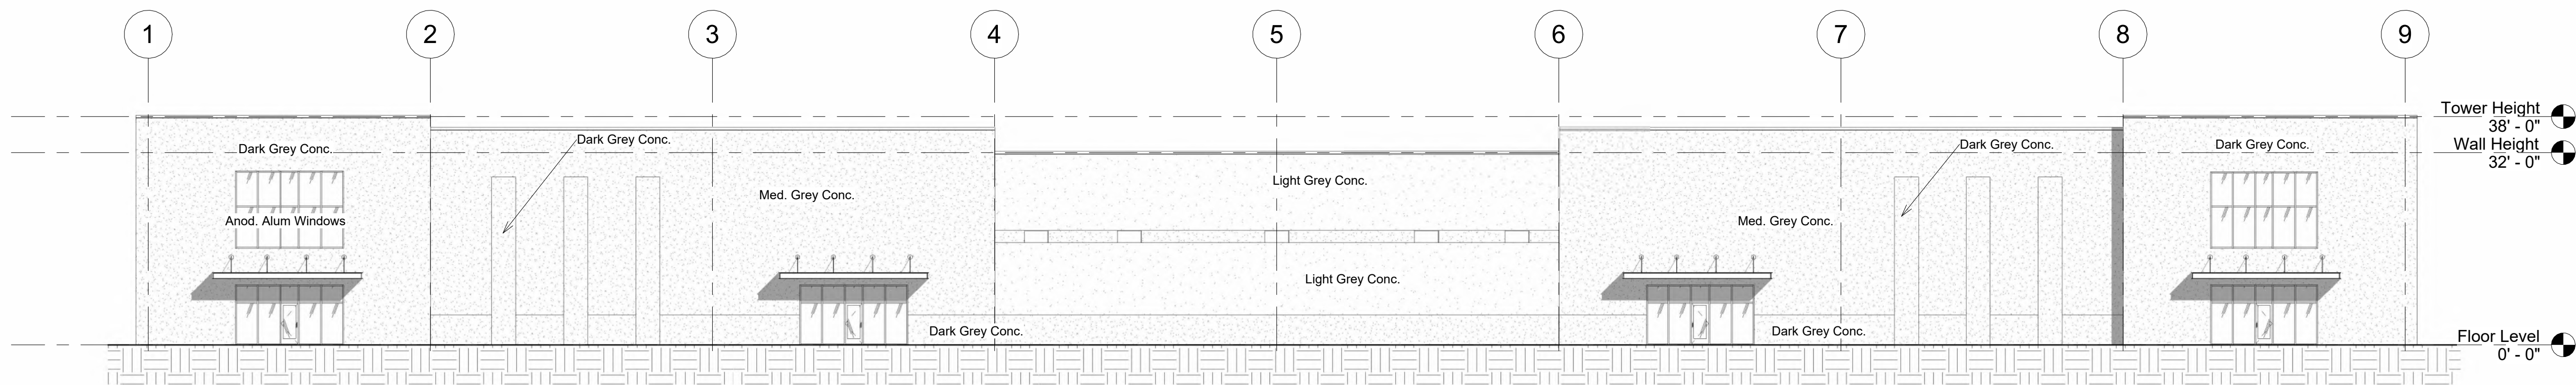 1 2 3 4 5 6 7 8 9
Tower Height
38' - 0"
Wall Height
32' - 0"
Dark Grey Conc.
Dark Grey Conc.
Dark Grey Conc.
Dark Grey Conc.
Light Grey Conc.
Med. Grey Conc.
Anod. Alum Windows
Med. Grey Conc.
Light Grey Conc.
Dark Grey Conc.
Dark Grey Conc.
Floor Level
0' - 0"